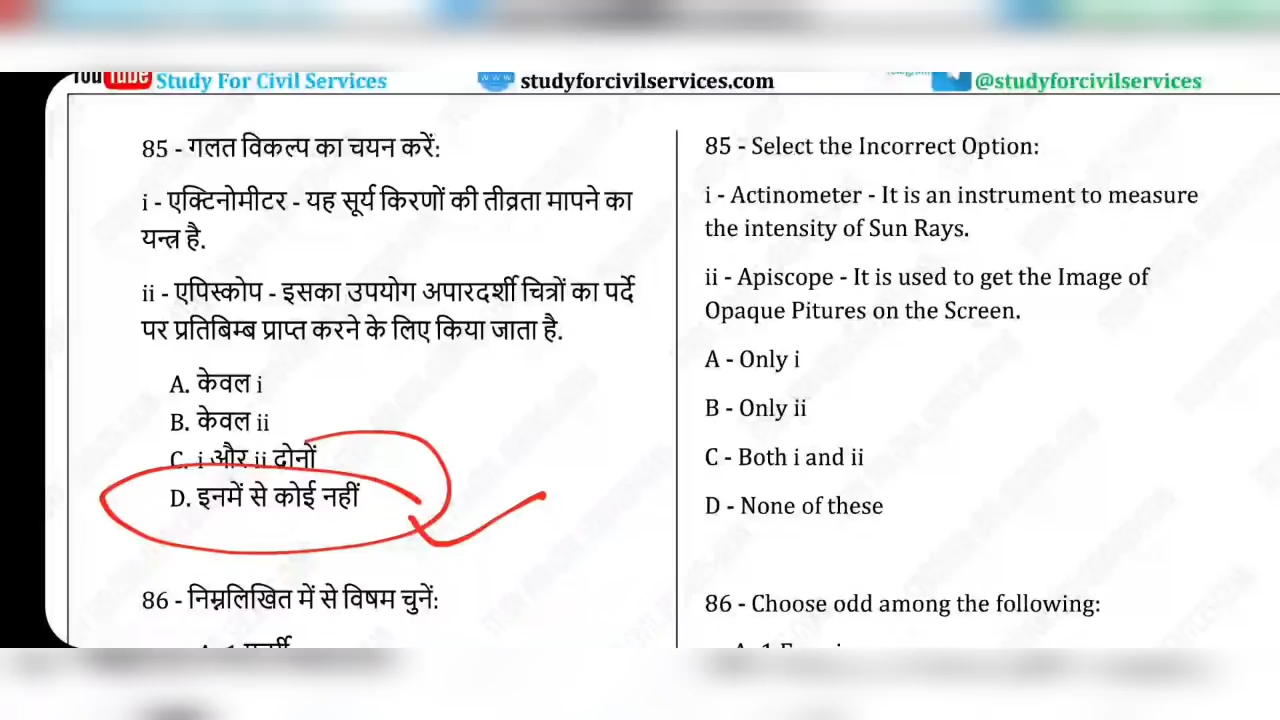 YouTube Study For Civil Services
www studyforcivilservices.com
Telegram @studyforcivilservices
85 - गलत विकल्प का चयन करें:
i - एक्टिनोमीटर - यह सूर्य किरणों की तीव्रता मापने का
यन्त्र है.
ii - एपिस्कोप - इसका उपयोग अपारदर्शी चित्रों का पर्दे
पर प्रतिबिम्ब प्राप्त करने के लिए किया जाता है.
A. केवल i
B. केवल ii
C. i और ii दोनों
D. इनमें से कोई नहीं
86 - निम्नलिखित में से विषम चुनें:
85 - Select the Incorrect Option:
i - Actinometer - It is an instrument to measure
the intensity of Sun Rays.
ii - Apiscope - It is used to get the Image of
Opaque Pitures on the Screen.
A - Only i
B - Only ii
C - Both i and ii
D - None of these
86 - Choose odd among the following: